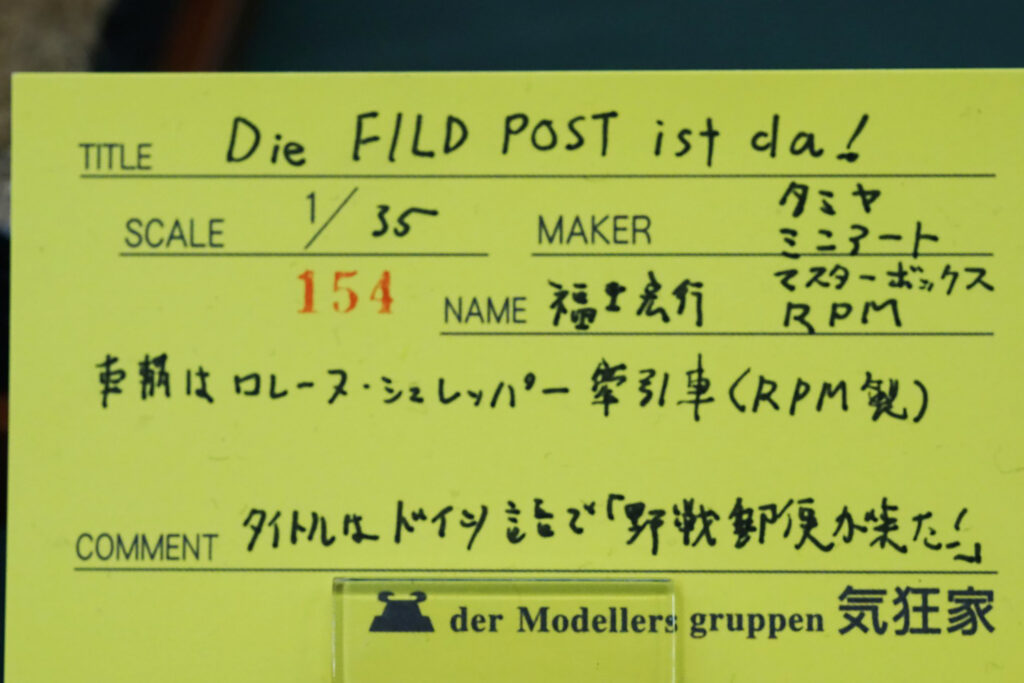 TITLE Die FILD POST ist da!
SCALE 1/35
MAKER タミヤ
ミニアート
マスターボックス
RPM
154
NAME 福士宏行
車輌はロレーヌ・シュレッパー牽引車(RPM製)
COMMENT タイトルはドイツ語で「野戦郵便が来た!」
der Modellers gruppen 気狂家